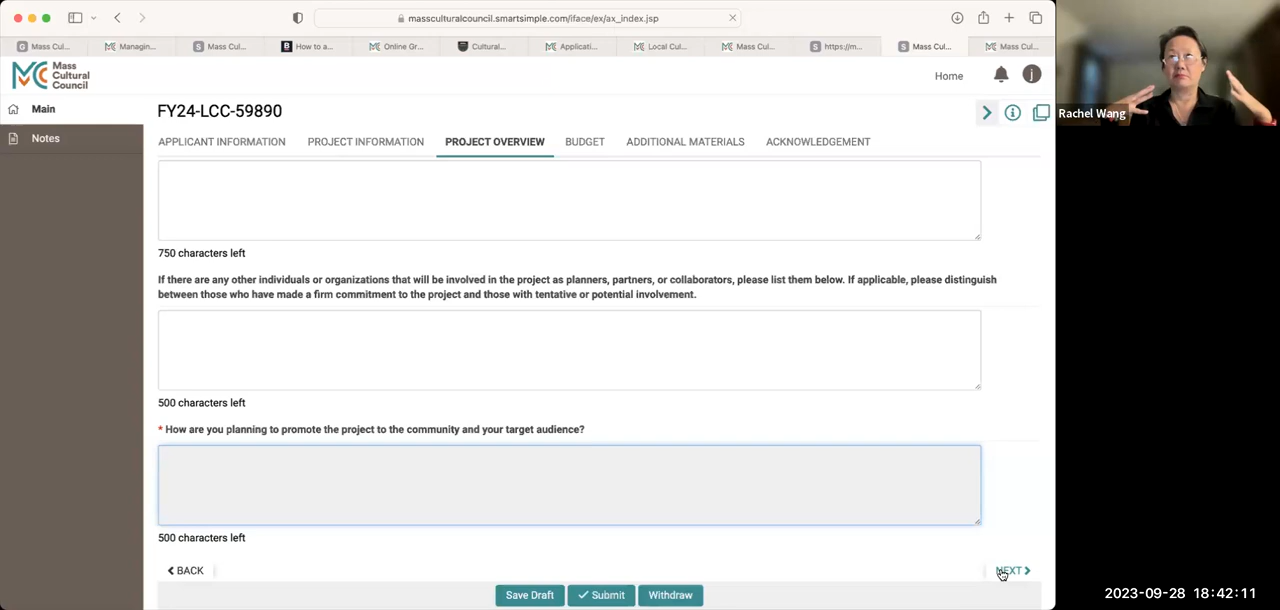 massculturalcouncil.smartsimple.com/iface/ex/ax_index.jsp
G Mass Cul...
Managin...
S Mass Cul...
B How to a...
Online Gr...
Cultural...
Applicati...
Local Cul...
Mass Cul...
S https://m...
S Mass Cul...
Mass Cul...
Mass
Cultural
Council
Home
j
Main
Notes
FY24-LCC-59890
APPLICANT INFORMATION PROJECT INFORMATION PROJECT OVERVIEW BUDGET ADDITIONAL MATERIALS ACKNOWLEDGEMENT
750 characters left
If there are any other individuals or organizations that will be involved in the project as planners, partners, or collaborators, please list them below. If applicable, please distinguish
between those who have made a firm commitment to the project and those with tentative or potential involvement.
500 characters left
* How are you planning to promote the project to the community and your target audience?
500 characters left
BACK
NEXT
Save Draft
Submit
Withdraw
Rachel Wang
2023-09-28 18:42:11